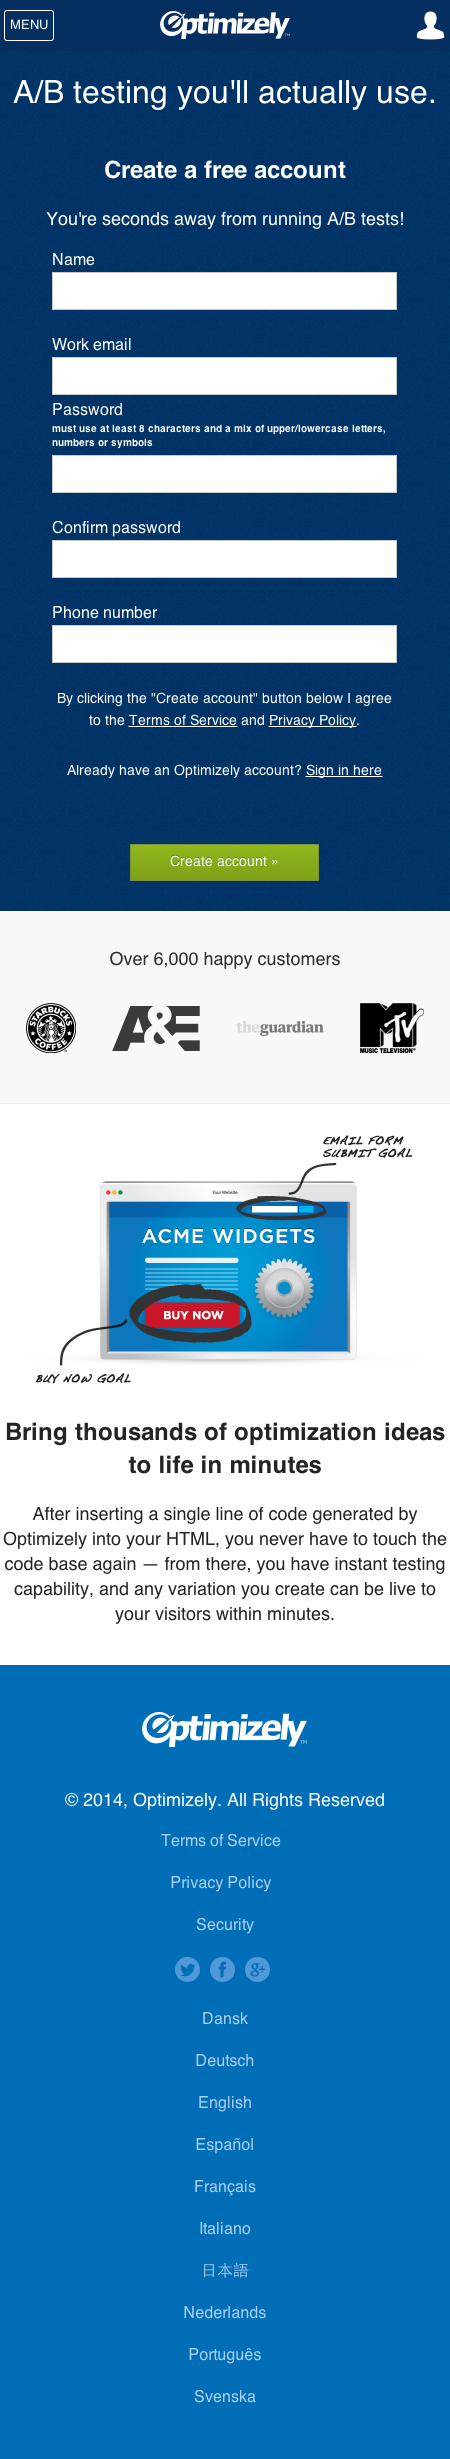 MENU
Optimizely™
A/B testing you'll actually use.
Create a free account
You're seconds away from running A/B tests!
Name
Work email
Password
must use at least 8 characters and a mix of upper/lowercase letters,
numbers or symbols
Confirm password
Phone number
By clicking the "Create account" button below I agree
to the Terms of Service and Privacy Policy.
Already have an Optimizely account? Sign in here
Create account »
Over 6,000 happy customers
STARBUCKS
COFFEE
A&E
theguardian
MTV
MUSIC TELEVISION®
EMAIL FORM
SUBMIT GOAL
Your Website
ACME WIDGETS
BUY NOW
BUY NOW GOAL
Bring thousands of optimization ideas
to life in minutes
After inserting a single line of code generated by
Optimizely into your HTML, you never have to touch the
code base again — from there, you have instant testing
capability, and any variation you create can be live to
your visitors within minutes.
Optimizely™
© 2014, Optimizely. All Rights Reserved
Terms of Service
Privacy Policy
Security
f g+
Dansk
Deutsch
English
Español
Français
Italiano
日本語
Nederlands
Português
Svenska